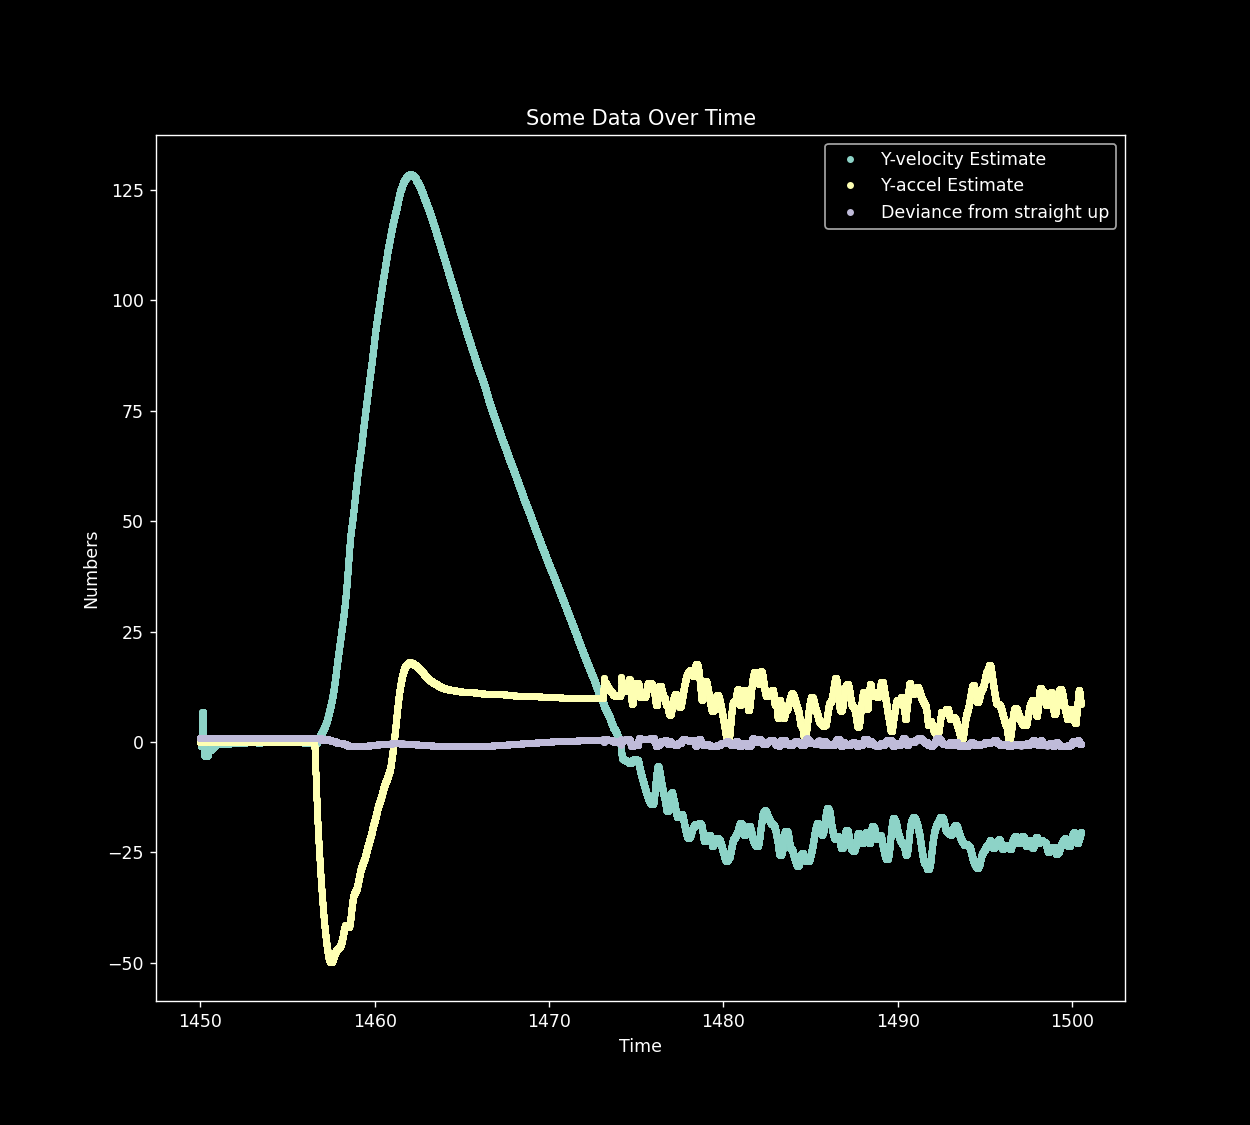 Some Data Over Time
Y-velocity Estimate
Y-accel Estimate
Deviance from straight up
125
100
75
50
25
0
−25
−50
Numbers
1450 1460 1470 1480 1490 1500
Time